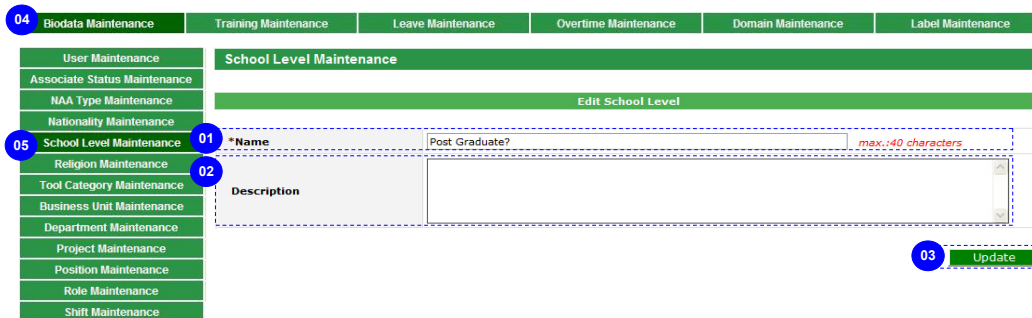 04 Biodata Maintenance Training Maintenance Leave Maintenance Overtime Maintenance Domain Maintenance Label Maintenance
User Maintenance
Associate Status Maintenance
NAA Type Maintenance
Nationality Maintenance
05 School Level Maintenance
Religion Maintenance
Tool Category Maintenance
Business Unit Maintenance
Department Maintenance
Project Maintenance
Position Maintenance
Role Maintenance
Shift Maintenance
School Level Maintenance
Edit School Level
01 *Name Post Graduate? max.:40 characters
02
Description
03 Update